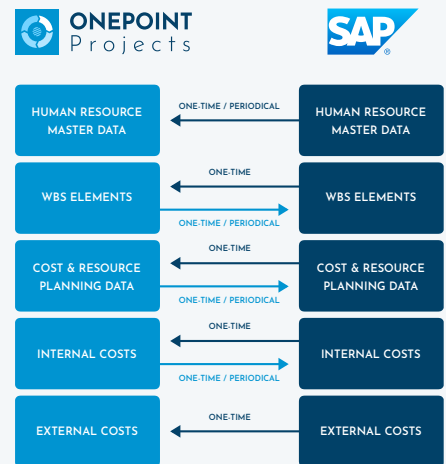 ONEPOINT
Projects
SAP
®
HUMAN RESOURCE
MASTER DATA
ONE-TIME / PERIODICAL
HUMAN RESOURCE
MASTER DATA
WBS ELEMENTS
ONE-TIME
ONE-TIME / PERIODICAL
WBS ELEMENTS
COST & RESOURCE
PLANNING DATA
ONE-TIME
ONE-TIME / PERIODICAL
COST & RESOURCE
PLANNING DATA
INTERNAL COSTS
ONE-TIME
ONE-TIME / PERIODICAL
INTERNAL COSTS
EXTERNAL COSTS
ONE-TIME
EXTERNAL COSTS